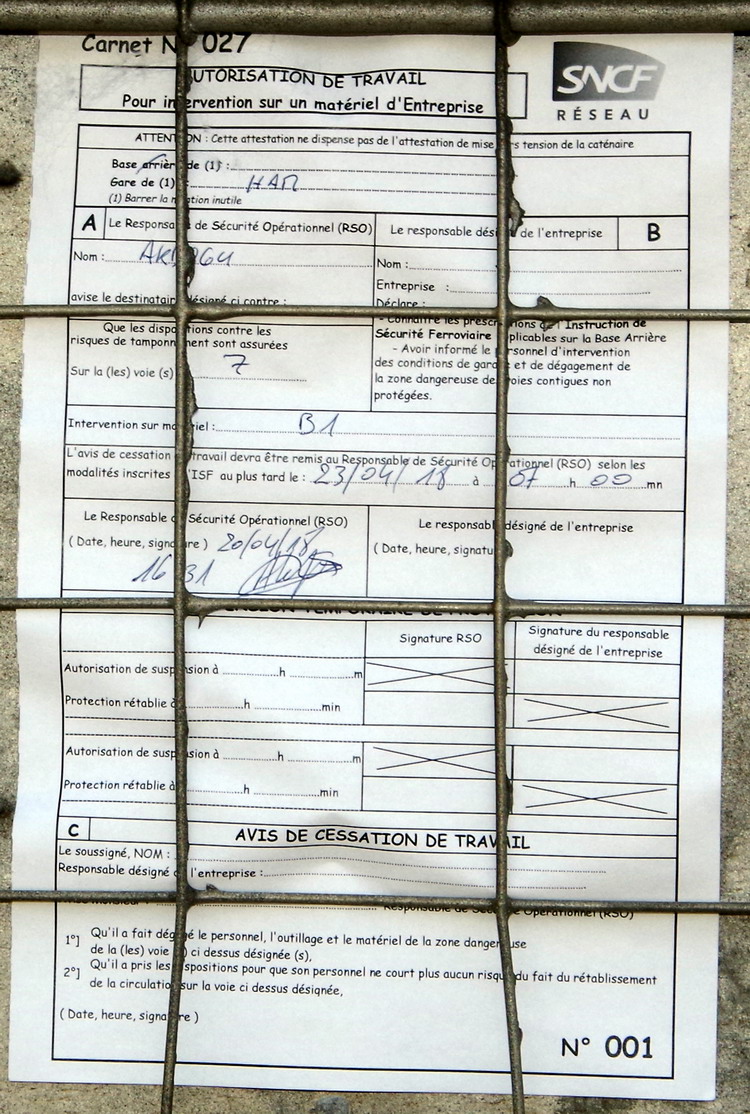 Carnet N° 027
SNCF
RÉSEAU
AUTORISATION DE TRAVAIL
Pour intervention sur un matériel d'Entreprise
ATTENTION : Cette attestation ne dispense pas de l'attestation de mise hors tension de la caténaire
Base arrière de (1) :
Gare de (1) HAM
(1) Barrer la mention inutile
A Le Responsable de Sécurité Opérationnel (RSO)
Nom :
avise le destinataire désigné ci contre :
Que les dispositions contre les
risques de tamponnement sont assurées
Sur la (les) voie (s) 7
Le responsable désigné de l'entreprise B
Nom :
Entreprise :
Déclare :
- Connaître les prescriptions de l'Instruction de
Sécurité Ferroviaire applicables sur la Base Arrière
- Avoir informé le personnel d'intervention
des conditions de garage et de dégagement de
la zone dangereuse des voies contigues non
protégées.
Intervention sur matériel : B1
L'avis de cessation de travail devra être remis au Responsable de Sécurité Opérationnel (RSO) selon les
modalités inscrites à l'ISF au plus tard le : 23/04/18 à 07 h 00 mn
Le Responsable de Sécurité Opérationnel (RSO)
(Date, heure, signature) 20/04/18
16 31
Le responsable désigné de l'entreprise
(Date, heure, signature
Signature RSO
Signature du responsable
désigné de l'entreprise
Autorisation de suspension à ......h ......m
Protection rétablie à ......h ......min
Autorisation de suspension à ......h ......m
Protection rétablie à ......h ......min
C AVIS DE CESSATION DE TRAVAIL
Le soussigné, NOM :
Responsable désigné de l'entreprise :
Responsable de Sécurité Opérationnel (RSO)
1°] Qu'il a fait dégagé le personnel, l'outillage et le matériel de la zone dangereuse
de la (les) voie (s) ci dessus désignée (s),
2°] Qu'il a pris les dispositions pour que son personnel ne court plus aucun risque du fait du rétablissement
de la circulation sur la voie ci dessus désignée,
(Date, heure, signature)
N° 001